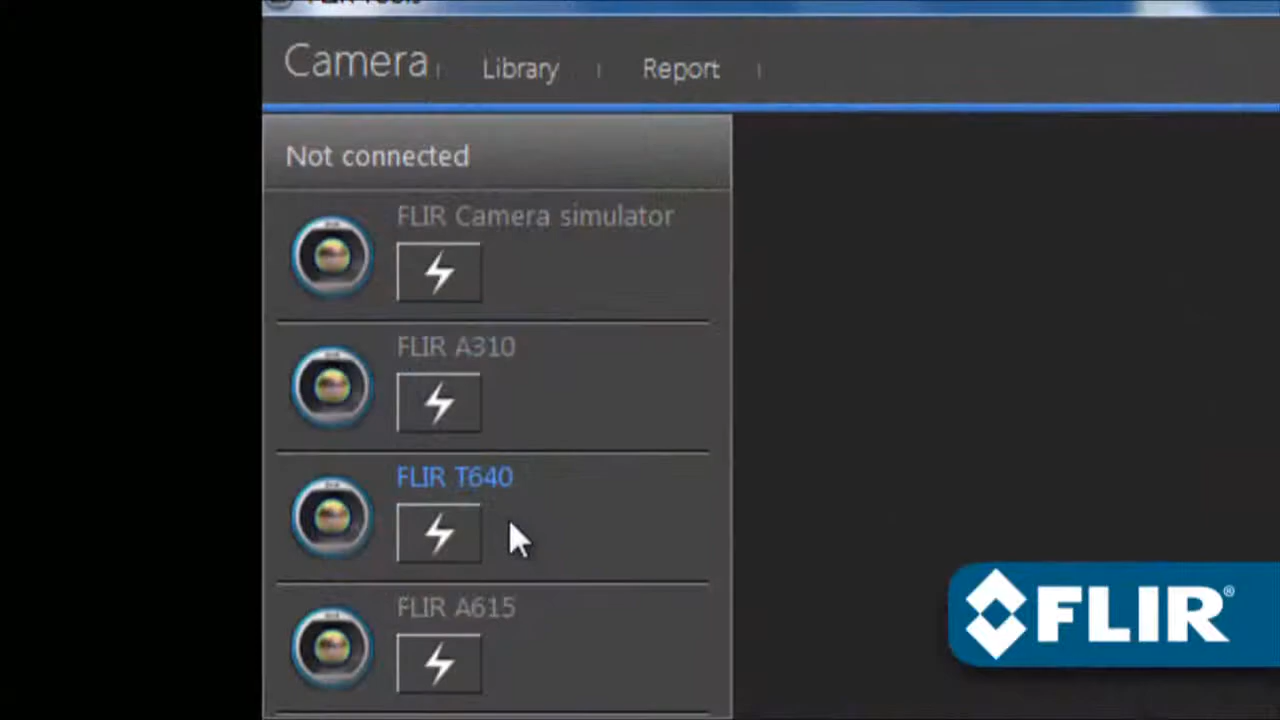 Camera Library Report
Not connected
FLIR Camera simulator
FLIR A310
FLIR T640
FLIR A615
FLIR®